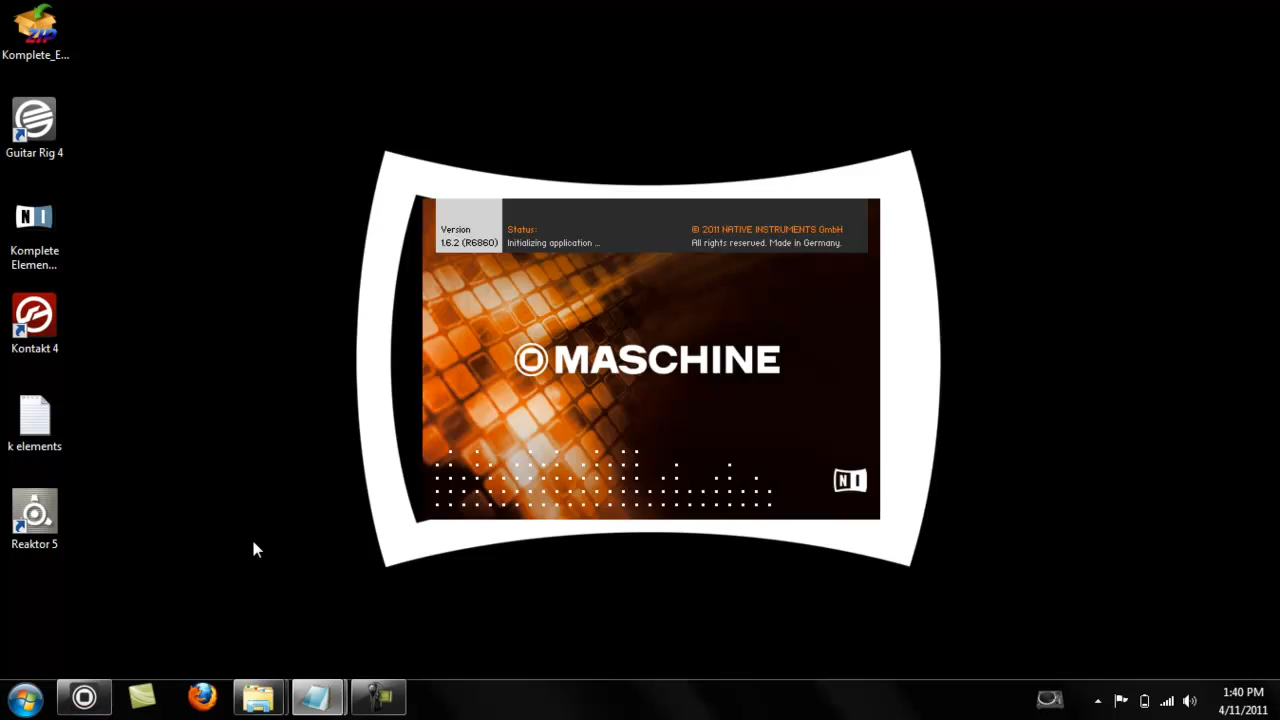 Komplete_E...
Guitar Rig 4
Komplete
Elemen...
Kontakt 4
k elements
Reaktor 5
Version
1.6.2 (R6860)
Status:
Initializing application ...
© 2011 NATIVE INSTRUMENTS GmbH
All rights reserved. Made in Germany.
MASCHINE
N I
N I
ZIP
1:40 PM
4/11/2011